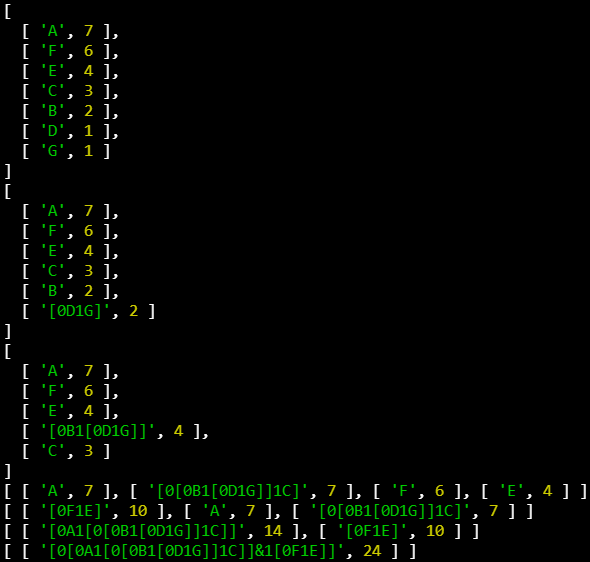 [
  [ 'A', 7 ],
  [ 'F', 6 ],
  [ 'E', 4 ],
  [ 'C', 3 ],
  [ 'B', 2 ],
  [ 'D', 1 ],
  [ 'G', 1 ]
]
[
  [ 'A', 7 ],
  [ 'F', 6 ],
  [ 'E', 4 ],
  [ 'C', 3 ],
  [ 'B', 2 ],
  [ '[0D1G]', 2 ]
]
[
  [ 'A', 7 ],
  [ 'F', 6 ],
  [ 'E', 4 ],
  [ '[0B1[0D1G]]', 4 ],
  [ 'C', 3 ]
]
[ [ 'A', 7 ], [ '[0[0B1[0D1G]]1C]', 7 ], [ 'F', 6 ], [ 'E', 4 ] ]
[ [ '[0F1E]', 10 ], [ 'A', 7 ], [ '[0[0B1[0D1G]]1C]', 7 ] ]
[ [ '[0A1[0[0B1[0D1G]]1C]]', 14 ], [ '[0F1E]', 10 ] ]
[ [ '[0[0A1[0[0B1[0D1G]]1C]]&1[0F1E]]', 24 ] ]